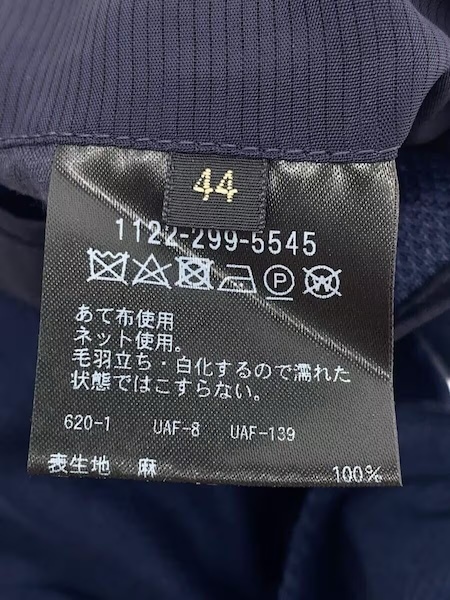 44
1122-299-5545
P W
あて布使用
ネット使用。
毛羽立ち・白化するので濡れた
状態ではこすらない。
620-1 UAF-8 UAF-139
表生地 麻 100%